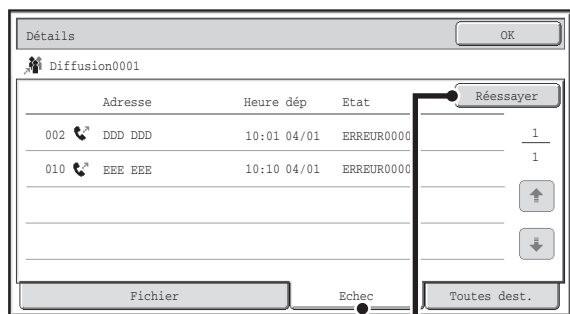 Détails OK
Diffusion0001
Adresse Heure dép Etat Réessayer
002 DDD DDD 10:01 04/01 ERREUR0000 1
010 EEE EEE 10:10 04/01 ERREUR0000 1
Fichier Echec Toutes dest.